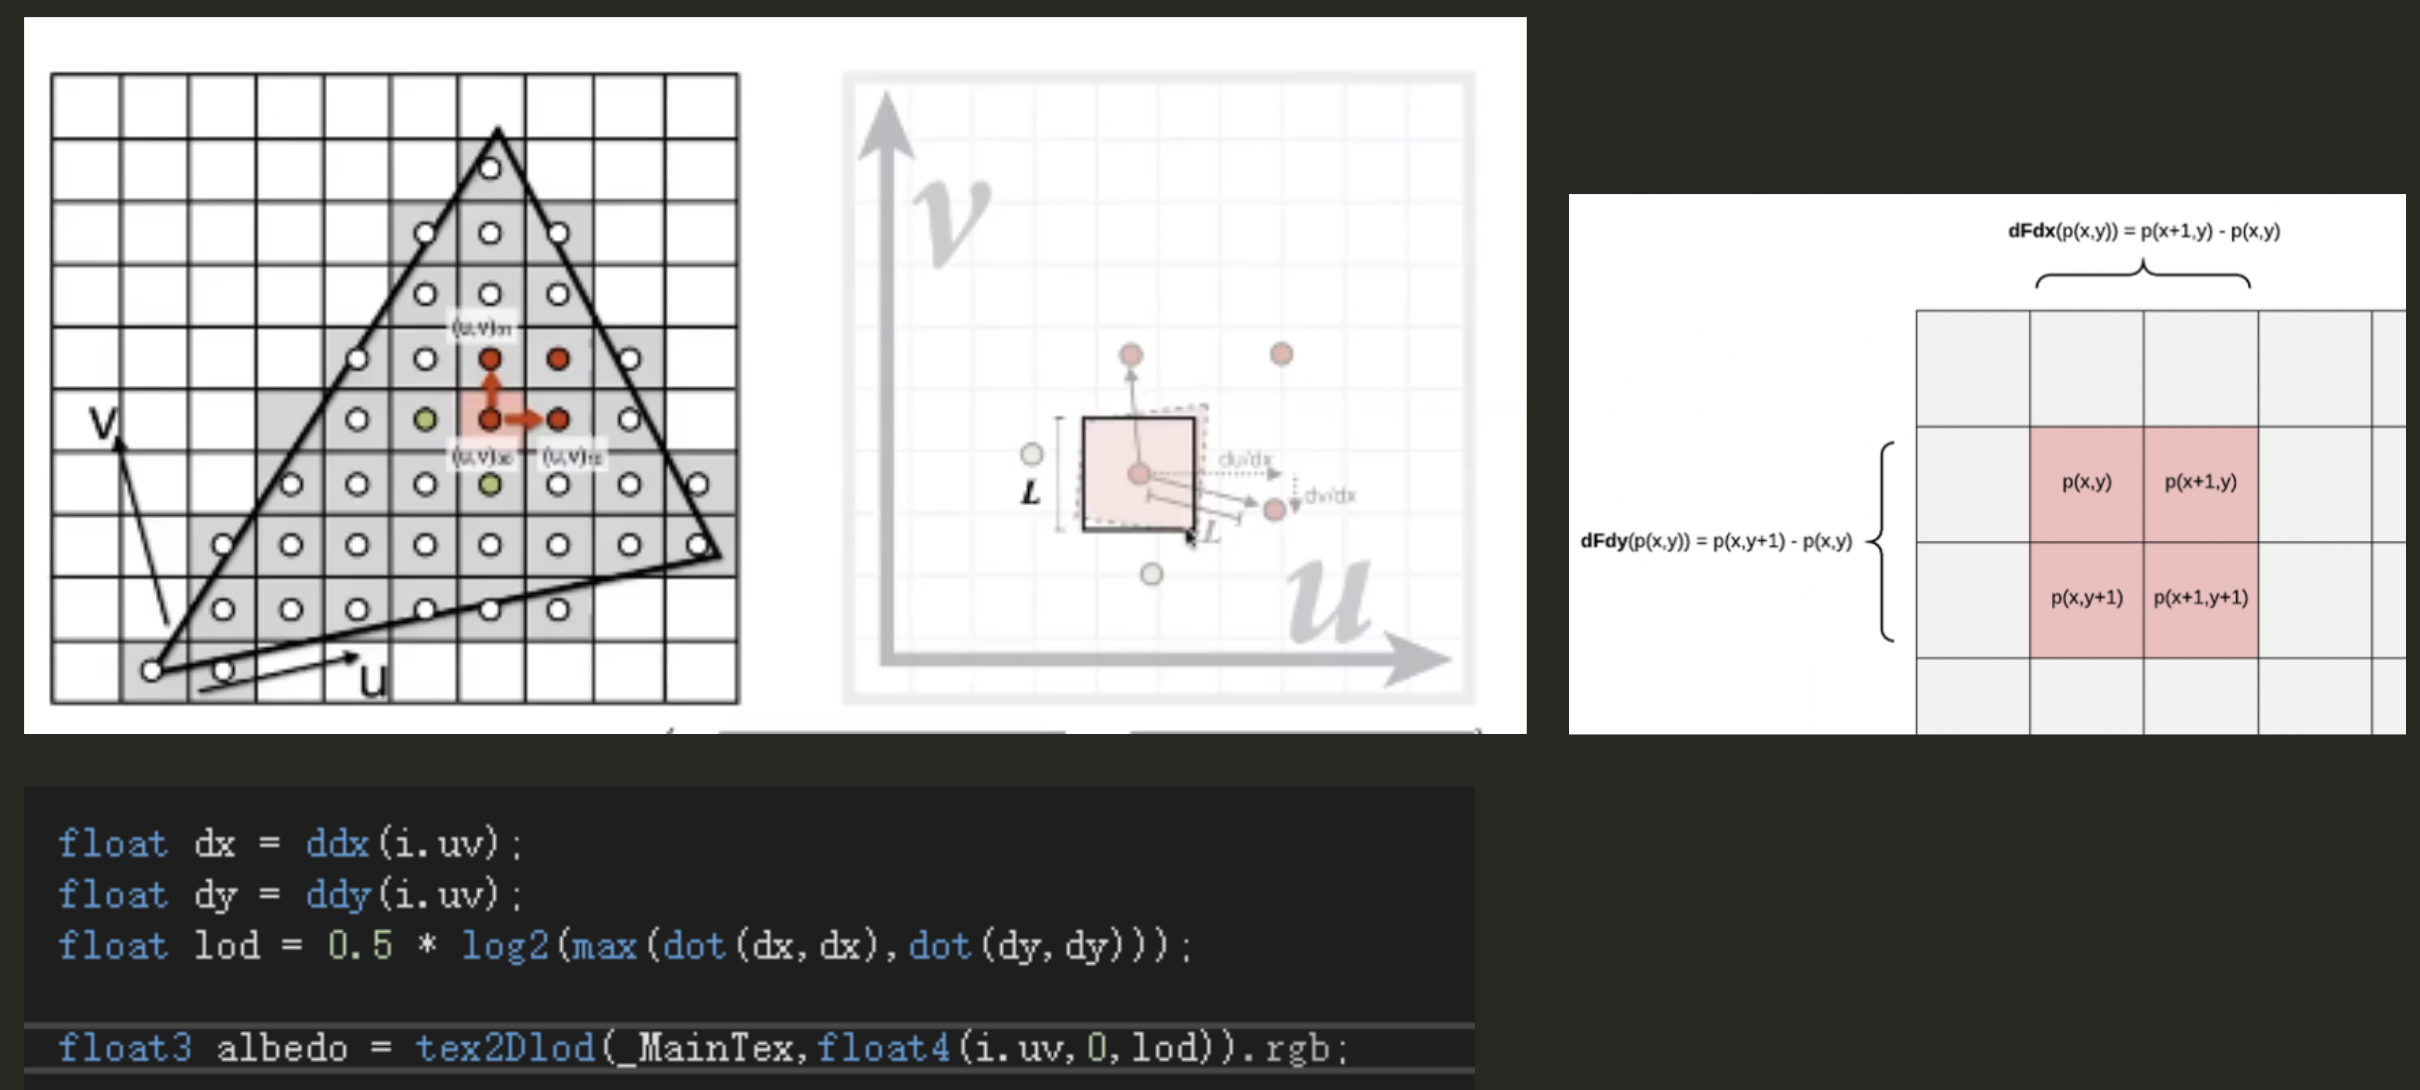 (u,v)₀₁
V
(u,v)₀₀ (u,v)₁₀
u
v
du/dx
L
dv/dx
L
u
dFdx(p(x,y)) = p(x+1,y) - p(x,y)
p(x,y) p(x+1,y)
dFdy(p(x,y)) = p(x,y+1) - p(x,y)
p(x,y+1) p(x+1,y+1)
float dx = ddx(i.uv);
float dy = ddy(i.uv);
float lod = 0.5 * log2(max(dot(dx,dx),dot(dy,dy)));
float3 albedo = tex2Dlod(_MainTex,float4(i.uv,0,lod)).rgb;